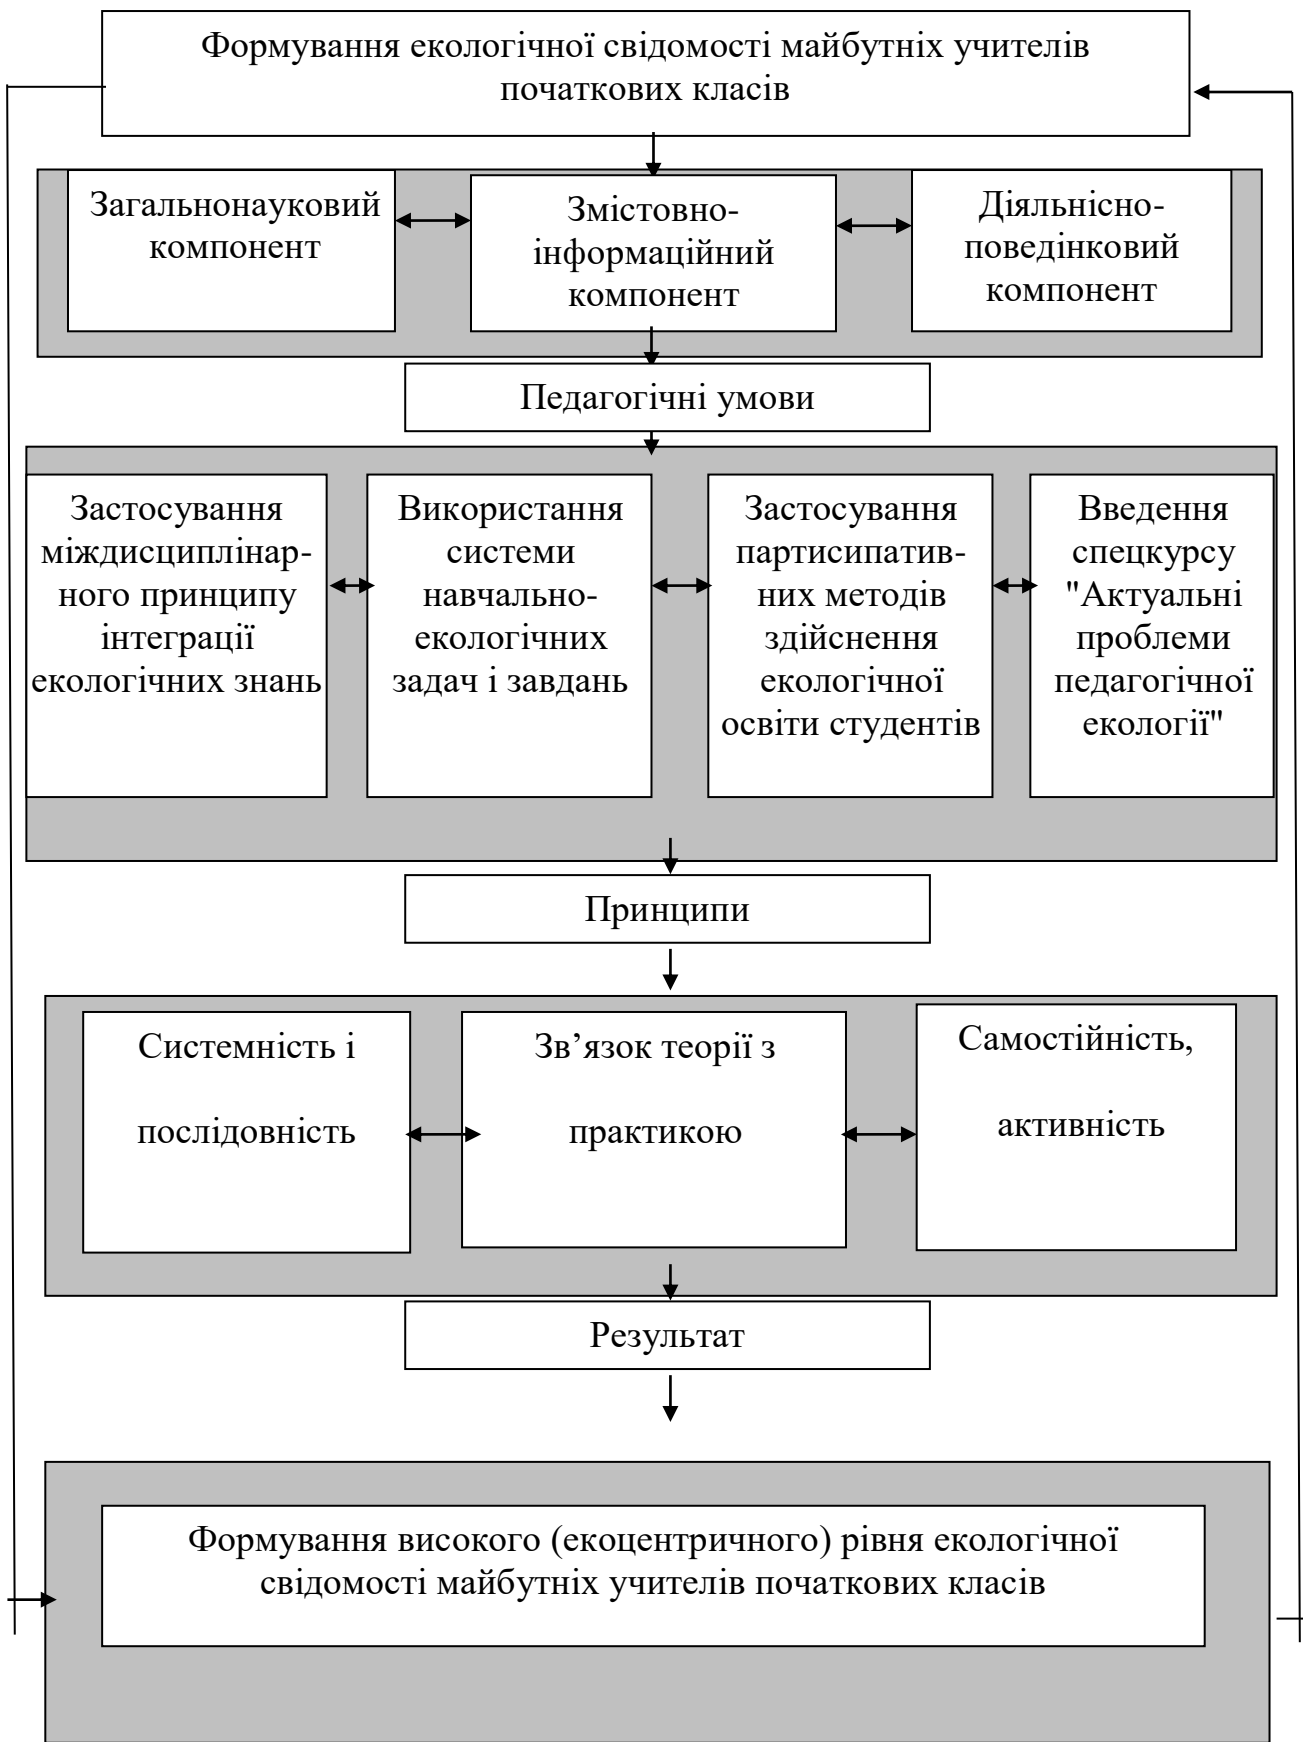 Формування екологічної свідомості майбутніх учителів
початкових класів
Загальнонауковий
компонент
Змістовно-
інформаційний
компонент
Діяльнісно-
поведінковий
компонент
Педагогічні умови
Застосування
міждисциплінар-
ного принципу
інтеграції
екологічних знань
Використання
системи
навчально-
екологічних
задач і завдань
Застосування
партисипатив-
них методів
здійснення
екологічної
освіти студентів
Введення
спецкурсу
"Актуальні
проблеми
педагогічної
екології"
Принципи
Системність і
послідовність
Зв’язок теорії з
практикою
Самостійність,
активність
Результат
Формування високого (екоцентричного) рівня екологічної
свідомості майбутніх учителів початкових класів